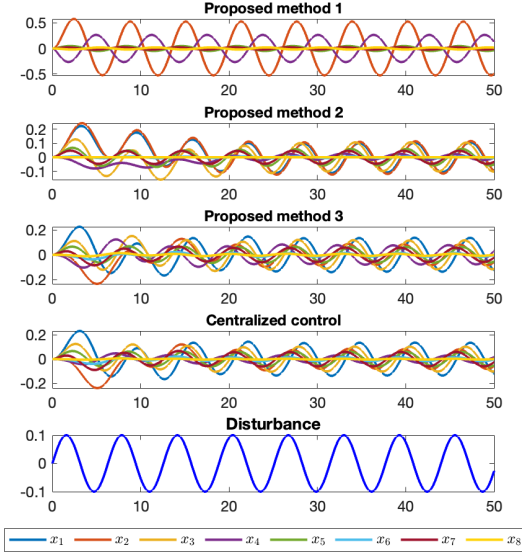 Proposed method 1
0.5
0
-0.5
0 10 20 30 40 50
Proposed method 2
0.2
0.1
0
-0.1
0 10 20 30 40 50
Proposed method 3
0.2
0
-0.2
0 10 20 30 40 50
Centralized control
0.2
0
-0.2
0 10 20 30 40 50
Disturbance
0.1
0
-0.1
0 10 20 30 40 50
x₁ x₂ x₃ x₄ x₅ x₆ x₇ x₈